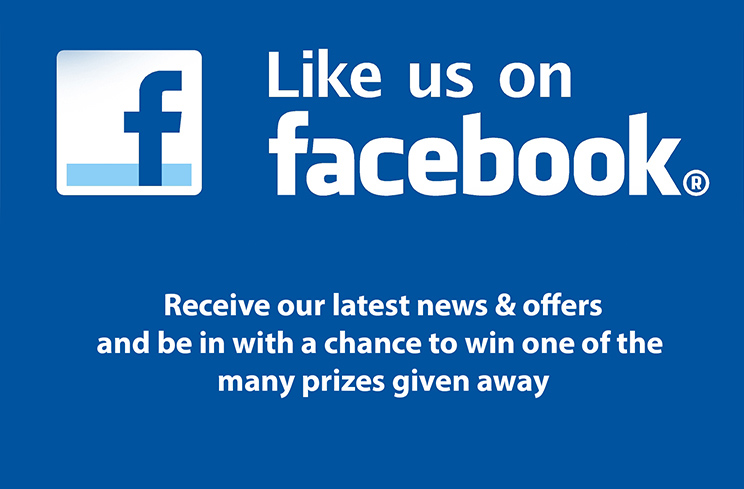 f
Like us on
facebook®
Receive our latest news & offers
and be in with a chance to win one of the
many prizes given away